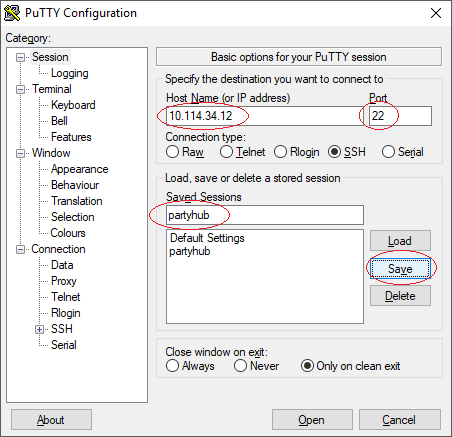 PuTTY Configuration
Category:
Session
Logging
Terminal
Keyboard
Bell
Features
Window
Appearance
Behaviour
Translation
Selection
Colours
Connection
Data
Proxy
Telnet
Rlogin
SSH
Serial
Basic options for your PuTTY session
Specify the destination you want to connect to
Host Name (or IP address) Port
10.114.34.12 22
Connection type:
Raw Telnet Rlogin SSH Serial
Load, save or delete a stored session
Saved Sessions
partyhub
Default Settings
partyhub
Load
Save
Delete
Close window on exit:
Always Never Only on clean exit
About Open Cancel